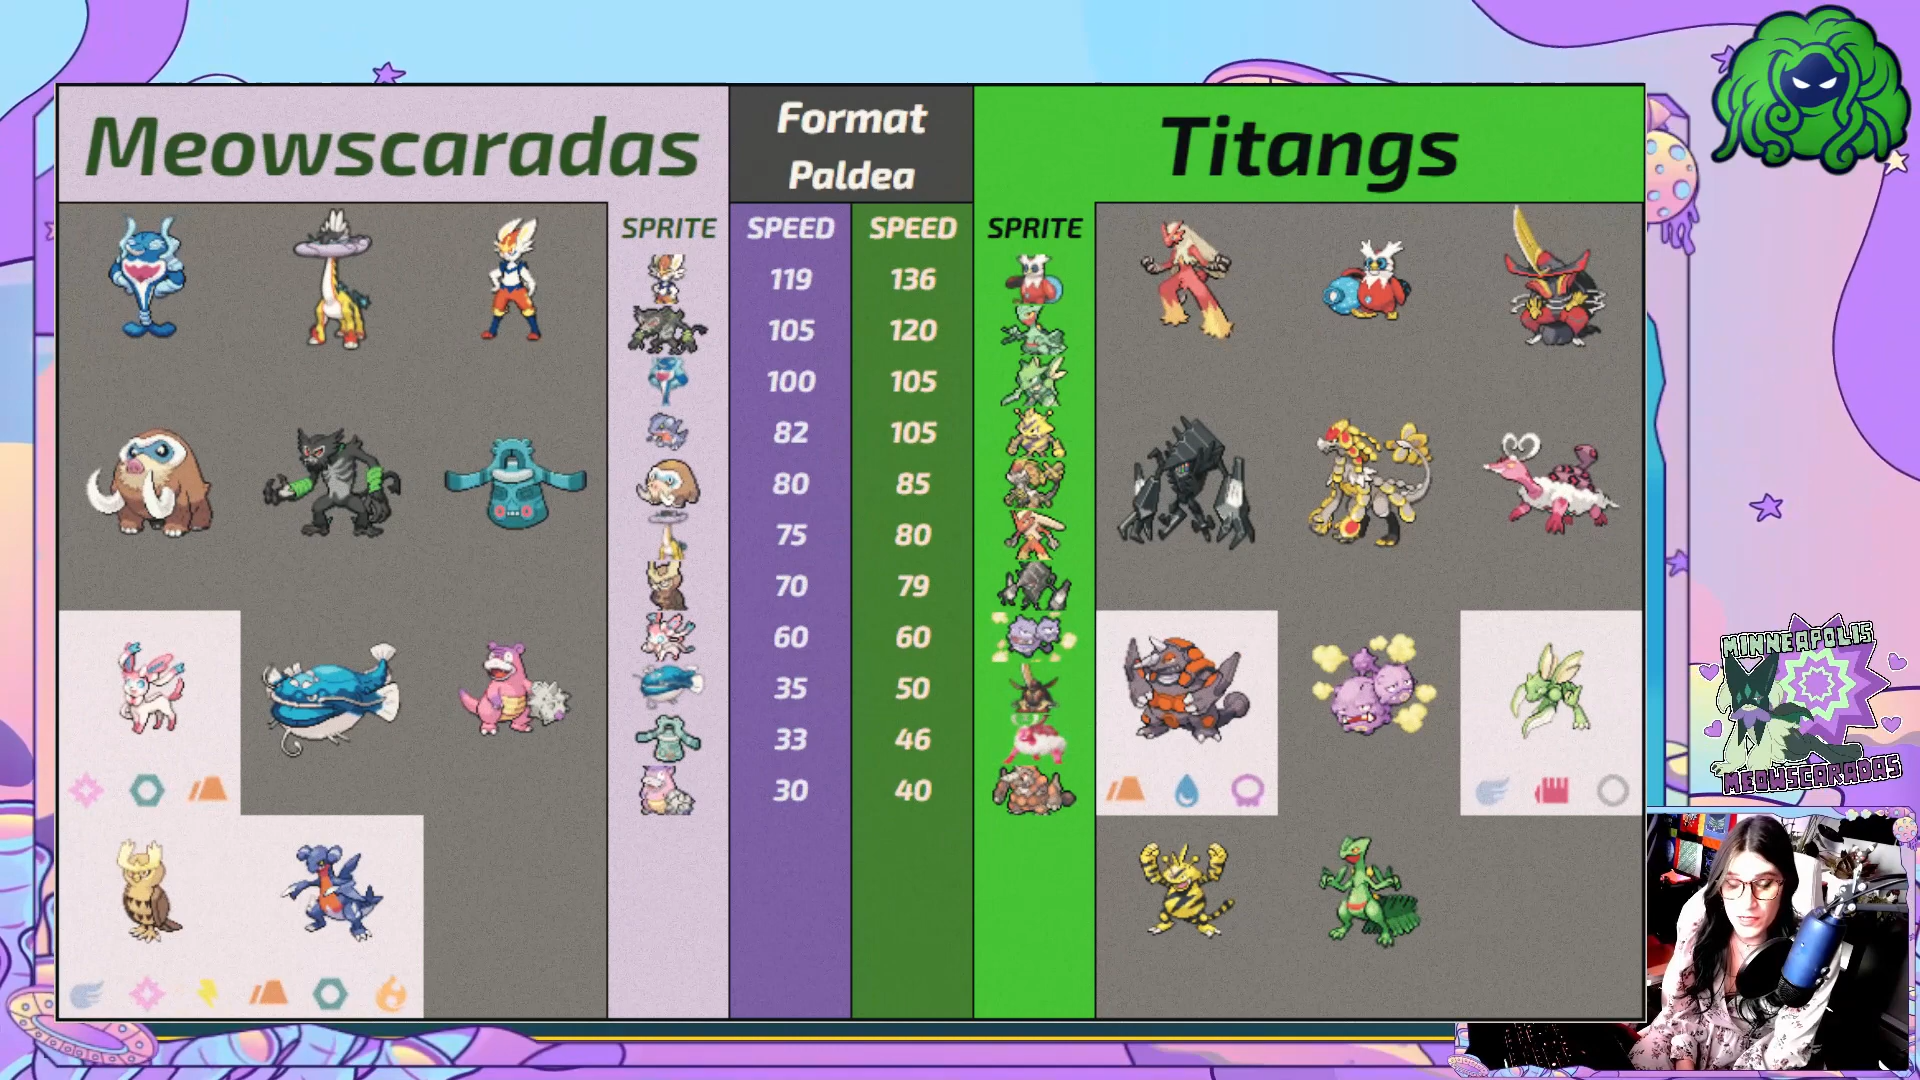 Meowscaradas
Format
Paldea
Titangs
SPRITE SPEED SPEED SPRITE
119 136
105 120
100 105
82 105
80 85
75 80
70 79
60 60
35 50
33 46
30 40
MINNEAPOLIS
MEOWSCARADAS